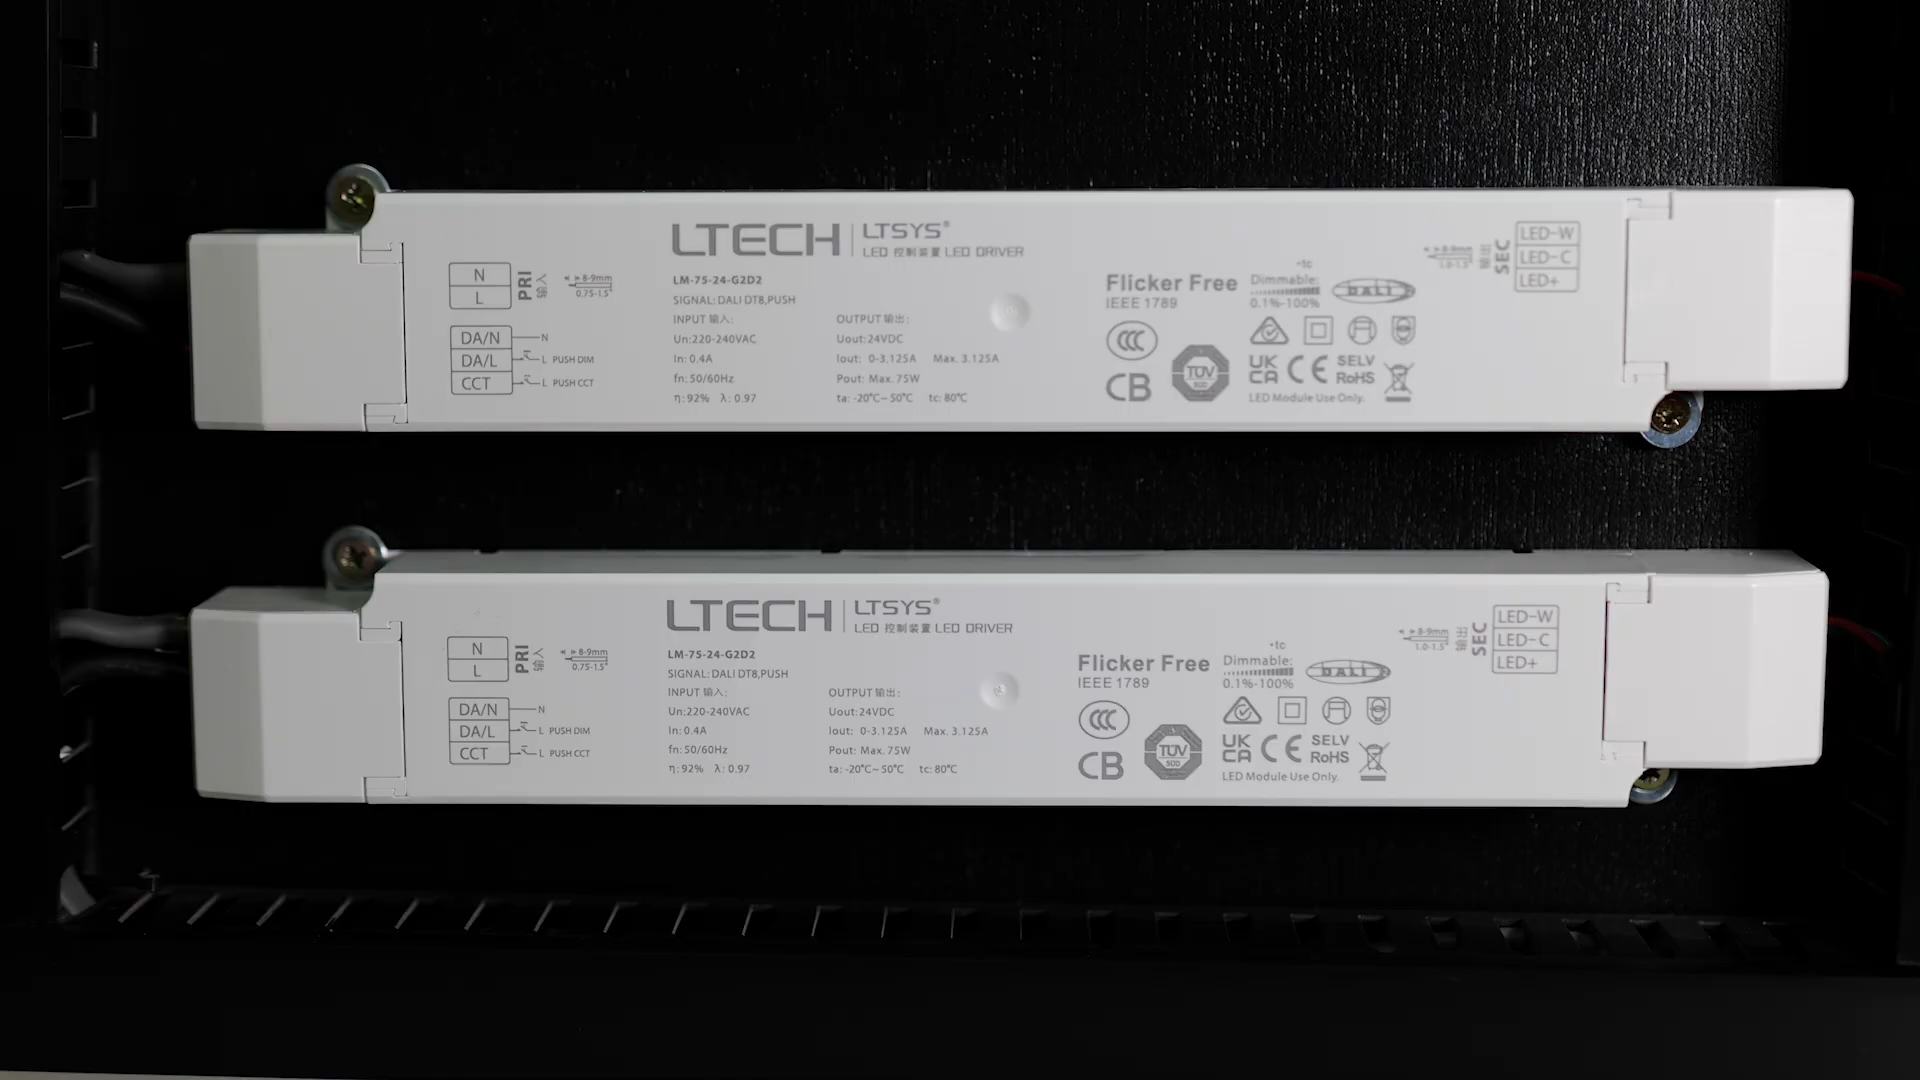 LTECH LTSYS®
LED 控制装置 LED DRIVER
N
L
PRI
输入
8-9mm
0.75-1.5²
DA/N N
DA/L L PUSH DIM
CCT L PUSH CCT
LM-75-24-G2D2
SIGNAL: DALI DT8,PUSH
INPUT 输入:
Un:220-240VAC
In: 0.4A
fn: 50/60Hz
η: 92% λ: 0.97
OUTPUT 输出:
Uout: 24VDC
Iout: 0-3.125A Max. 3.125A
Pout: Max. 75W
ta: -20°C~50°C tc: 80°C
Flicker Free
IEEE 1789
•tc
Dimmable:
0.1%-100%
DALI 2
CCC
CB
TÜV
SÜD
UK
CA
CE
SELV
RoHS
LED Module Use Only.
8-9mm
1.0-1.5²
输出
SEC
LED-W
LED-C
LED+
LTECH LTSYS®
LED 控制装置 LED DRIVER
N
L
PRI
输入
8-9mm
0.75-1.5²
DA/N N
DA/L L PUSH DIM
CCT L PUSH CCT
LM-75-24-G2D2
SIGNAL: DALI DT8,PUSH
INPUT 输入:
Un:220-240VAC
In: 0.4A
fn: 50/60Hz
η: 92% λ: 0.97
OUTPUT 输出:
Uout: 24VDC
Iout: 0-3.125A Max. 3.125A
Pout: Max. 75W
ta: -20°C~50°C tc: 80°C
Flicker Free
IEEE 1789
•tc
Dimmable:
0.1%-100%
DALI 2
CCC
CB
TÜV
SÜD
UK
CA
CE
SELV
RoHS
LED Module Use Only.
8-9mm
1.0-1.5²
输出
SEC
LED-W
LED-C
LED+